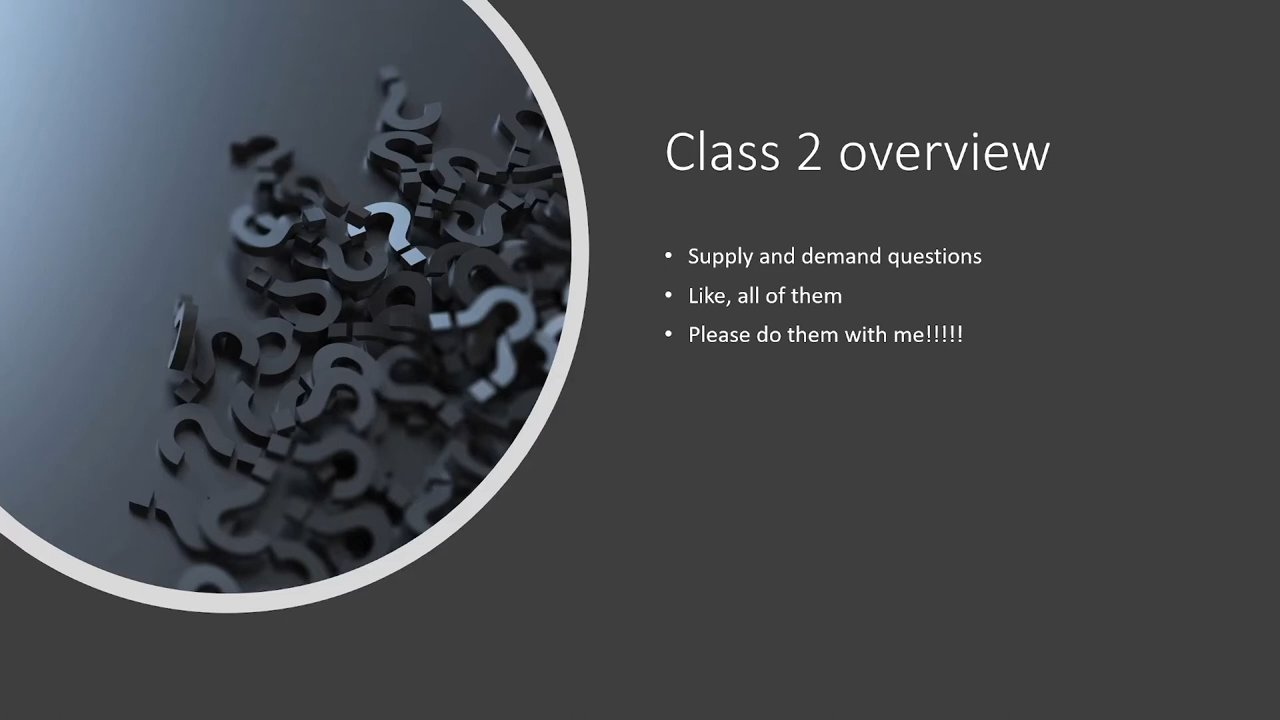 Class 2 overview
• Supply and demand questions
• Like, all of them
• Please do them with me!!!!!